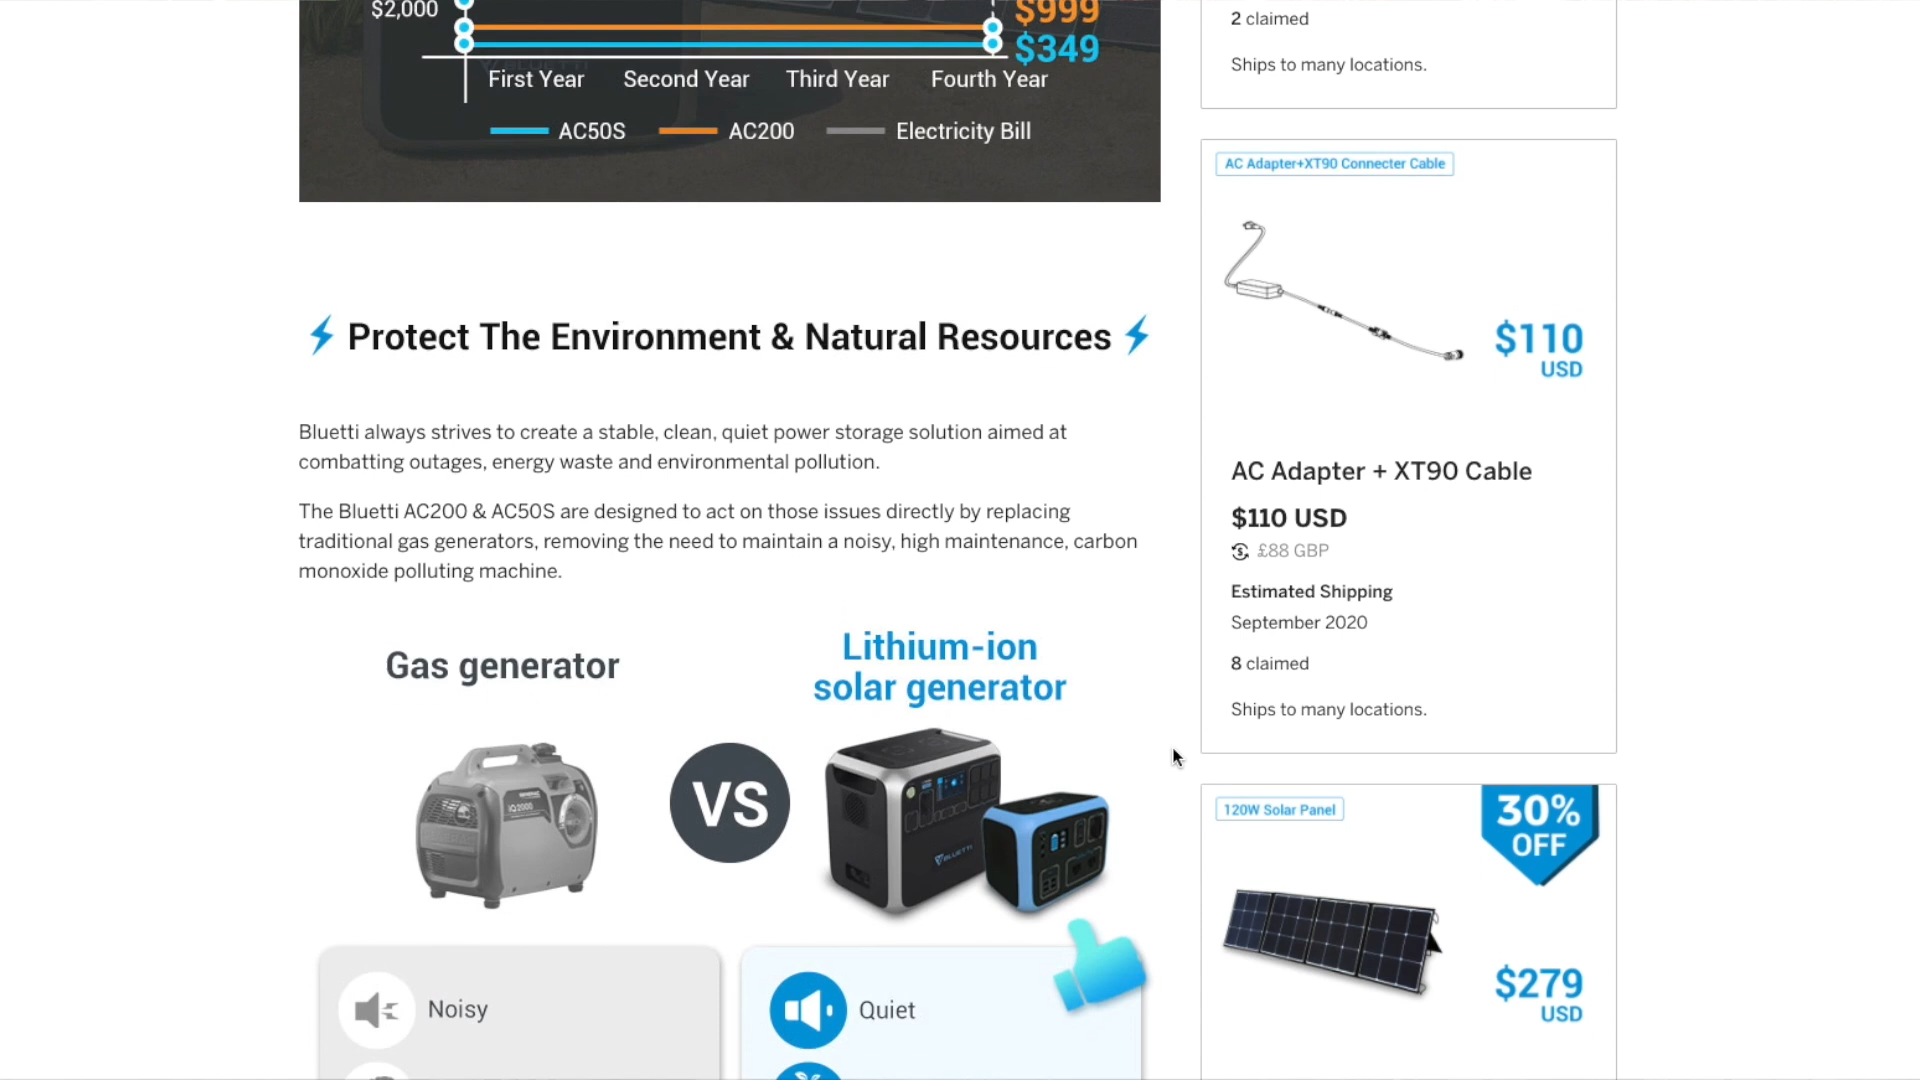 $2,000
$999
$349
First Year Second Year Third Year Fourth Year
AC50S AC200 Electricity Bill
Protect The Environment & Natural Resources
Bluetti always strives to create a stable, clean, quiet power storage solution aimed at
combatting outages, energy waste and environmental pollution.
The Bluetti AC200 & AC50S are designed to act on those issues directly by replacing
traditional gas generators, removing the need to maintain a noisy, high maintenance, carbon
monoxide polluting machine.
Gas generator
Lithium-ion
solar generator
iQ2000
VS
BLUETTI
Noisy
Quiet
2 claimed
Ships to many locations.
AC Adapter+XT90 Connecter Cable
$110
USD
AC Adapter + XT90 Cable
$110 USD
£88 GBP
Estimated Shipping
September 2020
8 claimed
Ships to many locations.
120W Solar Panel
30%
OFF
$279
USD